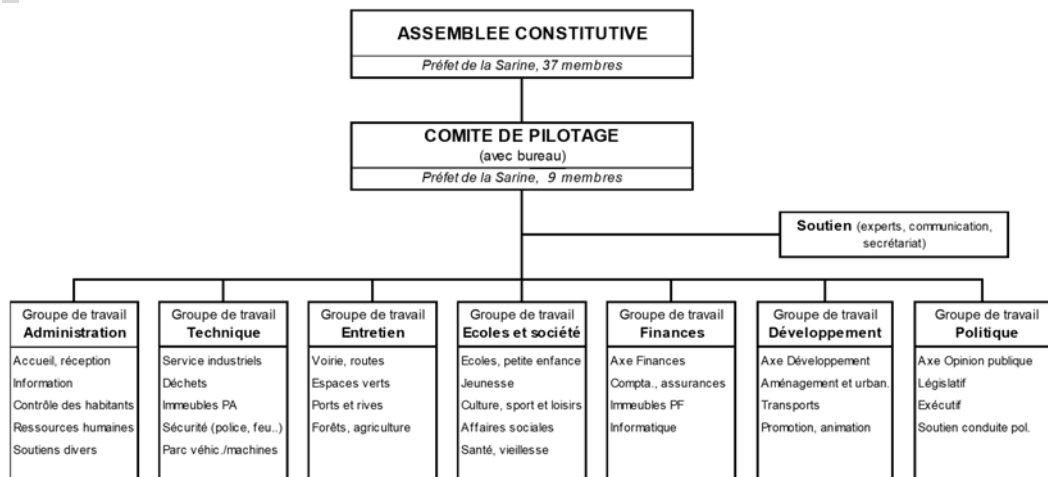 ASSEMBLEE CONSTITUTIVE
Préfet de la Sarine, 37 membres
COMITE DE PILOTAGE
(avec bureau)
Préfet de la Sarine, 9 membres
Soutien (experts, communication,
secrétariat)
Groupe de travail
Administration
Accueil, réception
Information
Contrôle des habitants
Ressources humaines
Soutiens divers
Groupe de travail
Technique
Service industriels
Déchets
Immeubles PA
Sécurité (police, feu..)
Parc véhic./machines
Groupe de travail
Entretien
Voirie, routes
Espaces verts
Ports et rives
Forêts, agriculture
Groupe de travail
Ecoles et société
Ecoles, petite enfance
Jeunesse
Culture, sport et loisirs
Affaires sociales
Santé, vieillesse
Groupe de travail
Finances
Axe Finances
Compta., assurances
Immeubles PF
Informatique
Groupe de travail
Développement
Axe Développement
Aménagement et urban.
Transports
Promotion, animation
Groupe de travail
Politique
Axe Opinion publique
Législatif
Exécutif
Soutien conduite pol.